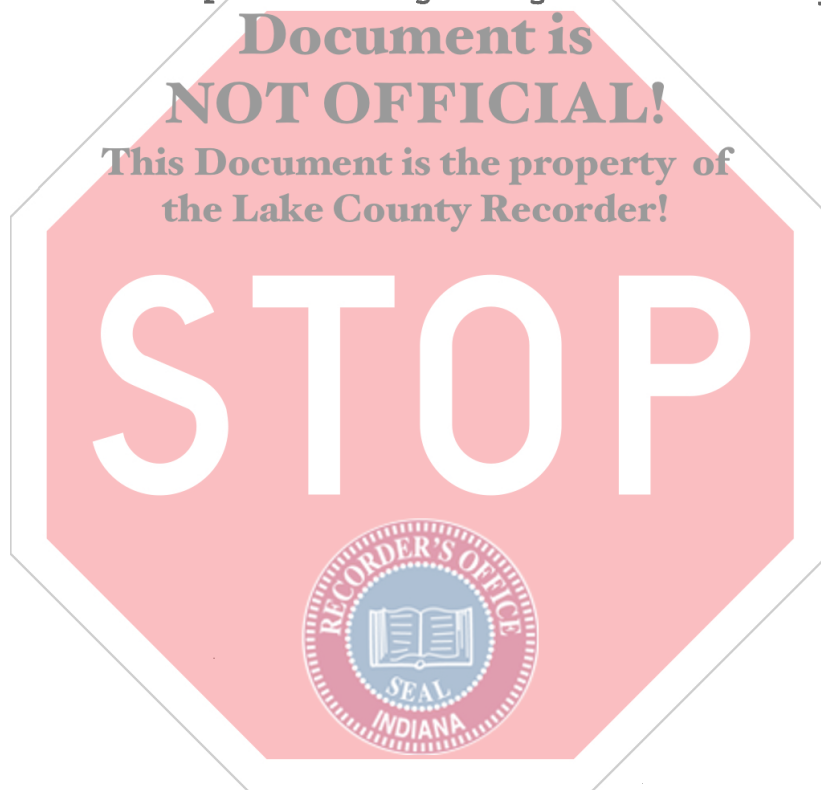 Document is
NOT OFFICIAL!
This Document is the property of
the Lake County Recorder!
STOP
RECORDER'S OFFICE
SEAL
INDIANA